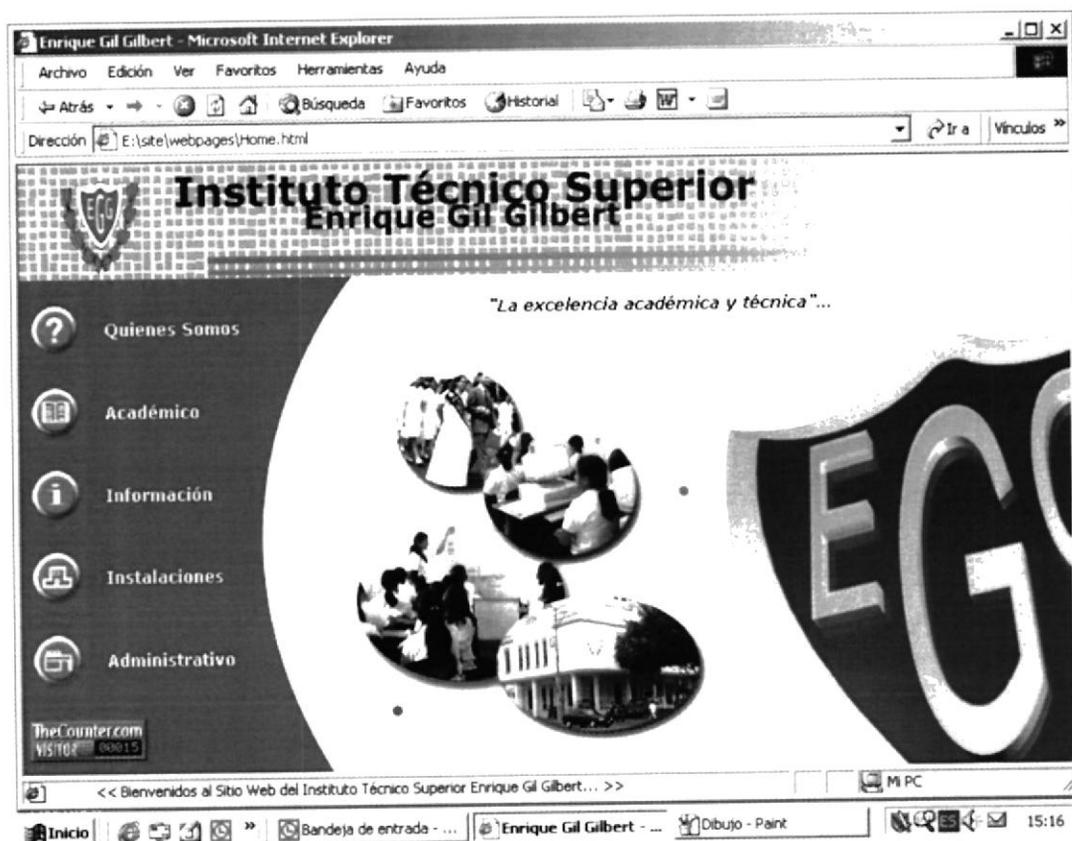 Enrique Gil Gilbert - Microsoft Internet Explorer
Archivo Edición Ver Favoritos Herramientas Ayuda
Atrás Búsqueda Favoritos Historial
Dirección E:\site\webpages\Home.html Ir a Vínculos »
EGG
Instituto Técnico Superior
Enrique Gil Gilbert
"La excelencia académica y técnica"...
? Quienes Somos
Académico
i Información
Instalaciones
Administrativo
EG
TheCounter.com
VISITOR 00015
<< Bienvenidos al Sitio Web del Instituto Técnico Superior Enrique Gil Gilbert... >> Mi PC
Inicio » Bandeja de entrada - ... Enrique Gil Gilbert - ... Dibujo - Paint ES 15:16